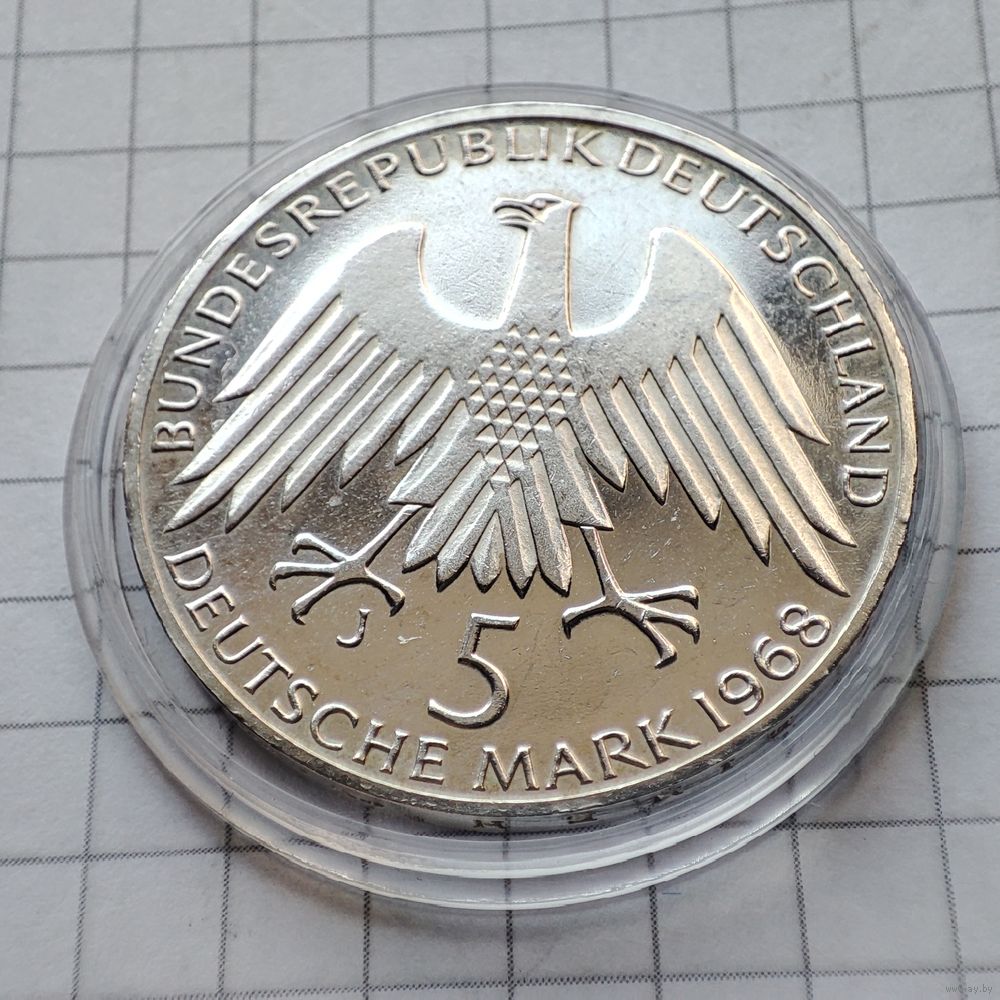 BUNDESREPUBLIK DEUTSCHLAND
J
5
DEUTSCHE MARK 1968